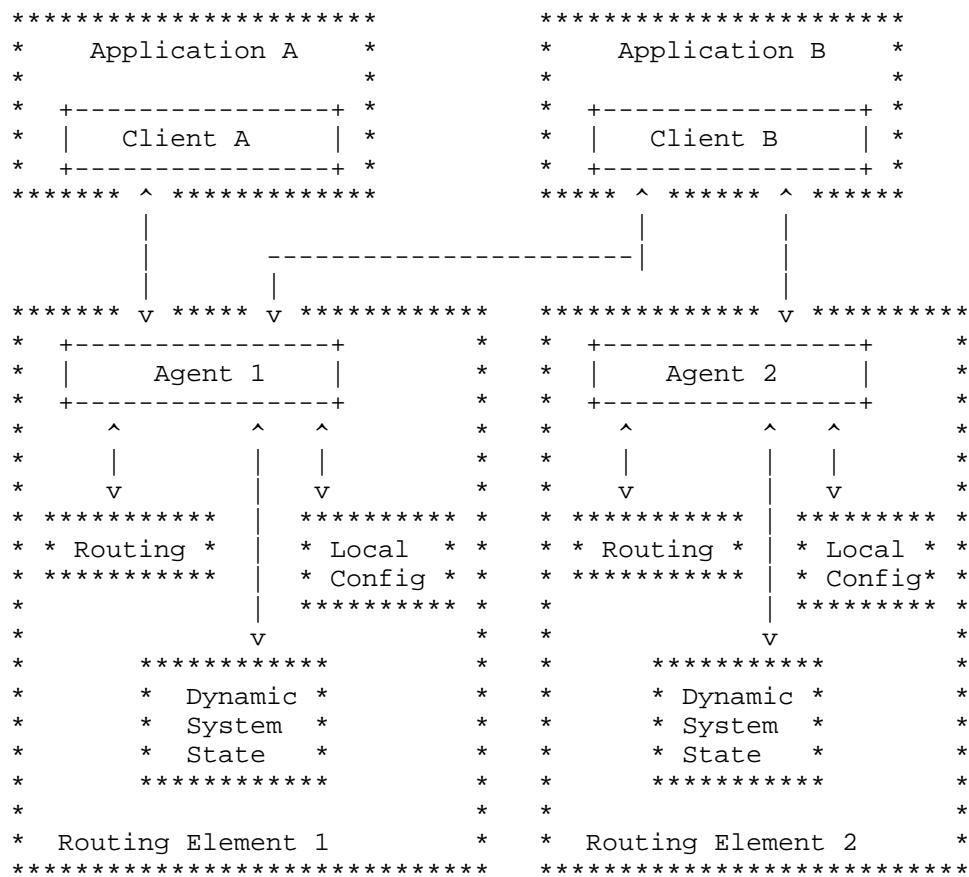 Application A Application B
Client A Client B
Agent 1 Agent 2
Routing Local Routing Local
Config Config
Dynamic Dynamic
System System
State State
Routing Element 1 Routing Element 2